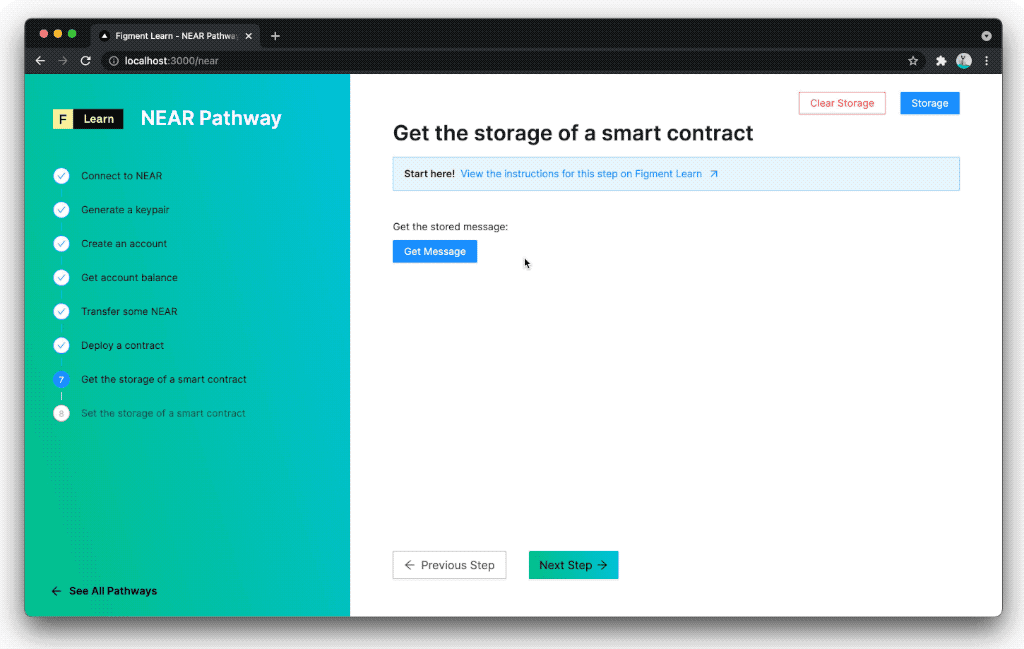 Figment Learn - NEAR Pathwa
localhost:3000/near
F Learn NEAR Pathway
Connect to NEAR
Generate a keypair
Create an account
Get account balance
Transfer some NEAR
Deploy a contract
7 Get the storage of a smart contract
8 Set the storage of a smart contract
← See All Pathways
Clear Storage Storage
Get the storage of a smart contract
Start here! View the instructions for this step on Figment Learn
Get the stored message:
Get Message
← Previous Step Next Step →